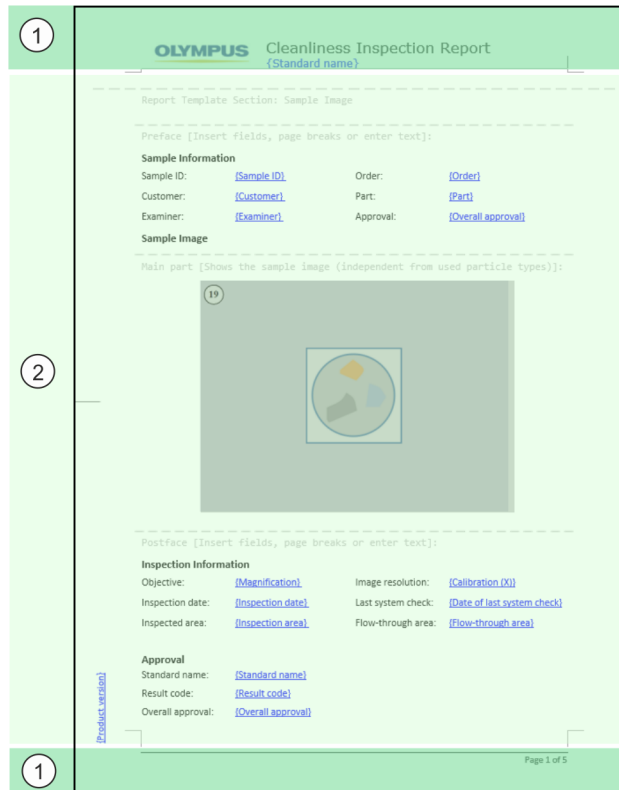 1
OLYMPUS Cleanliness Inspection Report
{Standard name}
Report Template Section: Sample Image
Preface [Insert fields, page breaks or enter text]:
Sample Information
Sample ID: {Sample ID} Order: {Order}
Customer: {Customer} Part: {Part}
Examiner: {Examiner} Approval: {Overall approval}
Sample Image
Main part [Shows the sample image (independent from used particle types)]:
19
2
Postface [Insert fields, page breaks or enter text]:
Inspection Information
Objective: {Magnification} Image resolution: {Calibration (X)}
Inspection date: {Inspection date} Last system check: {Date of last system check}
Inspected area: {Inspection area} Flow-through area: {Flow-through area}
Approval
Standard name: {Standard name}
Result code: {Result code}
Overall approval: {Overall approval}
{Product version}
1
Page 1 of 5